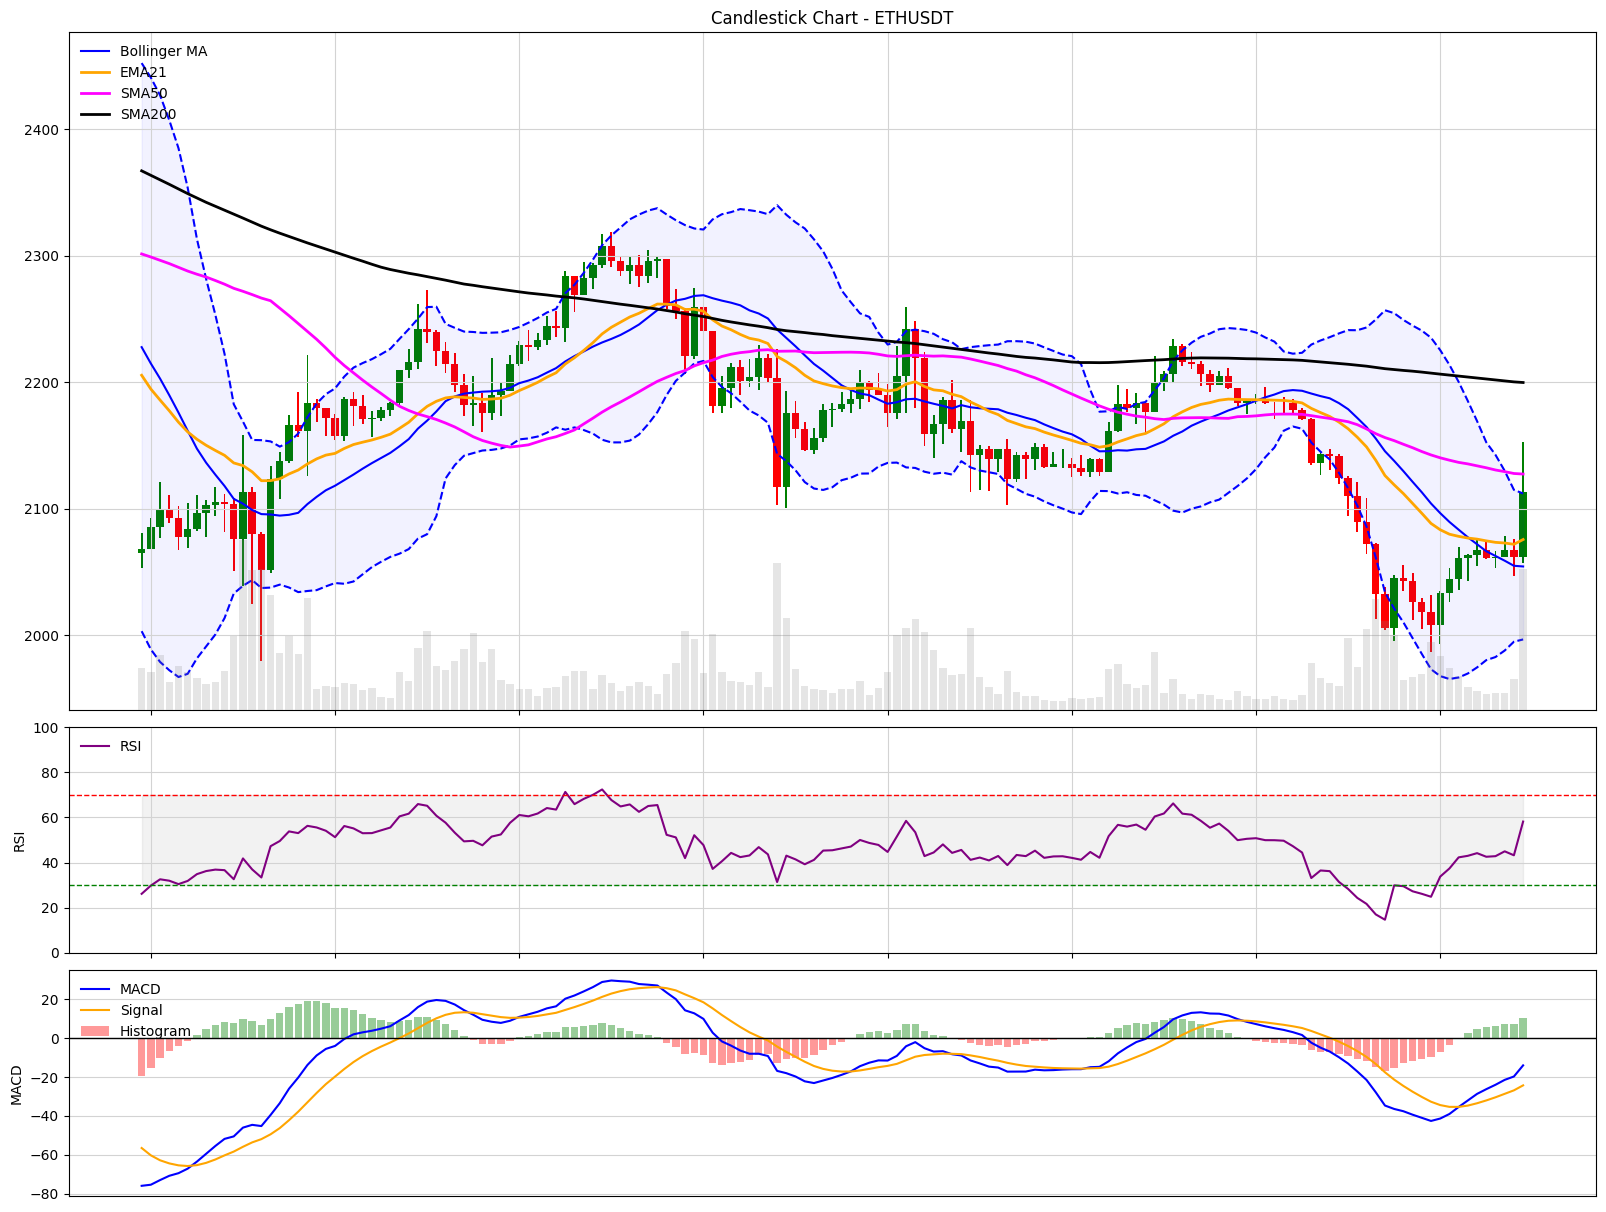 Candlestick Chart - ETHUSDT
Bollinger MA
EMA21
SMA50
SMA200
2400
2300
2200
2100
2000
RSI
100
80
60
40
20
0
RSI
MACD
Signal
Histogram
20
0
−20
−40
−60
−80
MACD